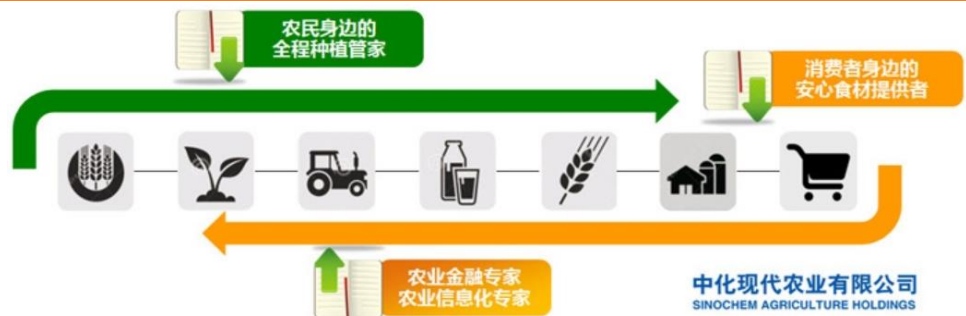 农民身边的
全程种植管家
消费者身边的
安心食材提供者
农业金融专家
农业信息化专家
中化现代农业有限公司
SINOCHEM AGRICULTURE HOLDINGS